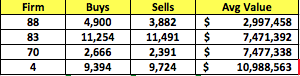 Firm Buys Sells Avg Value
88 4,900 3,882 $ 2,997,458
83 11,254 11,491 $ 7,471,392
70 2,666 2,391 $ 7,477,338
4 9,394 9,724 $ 10,988,563